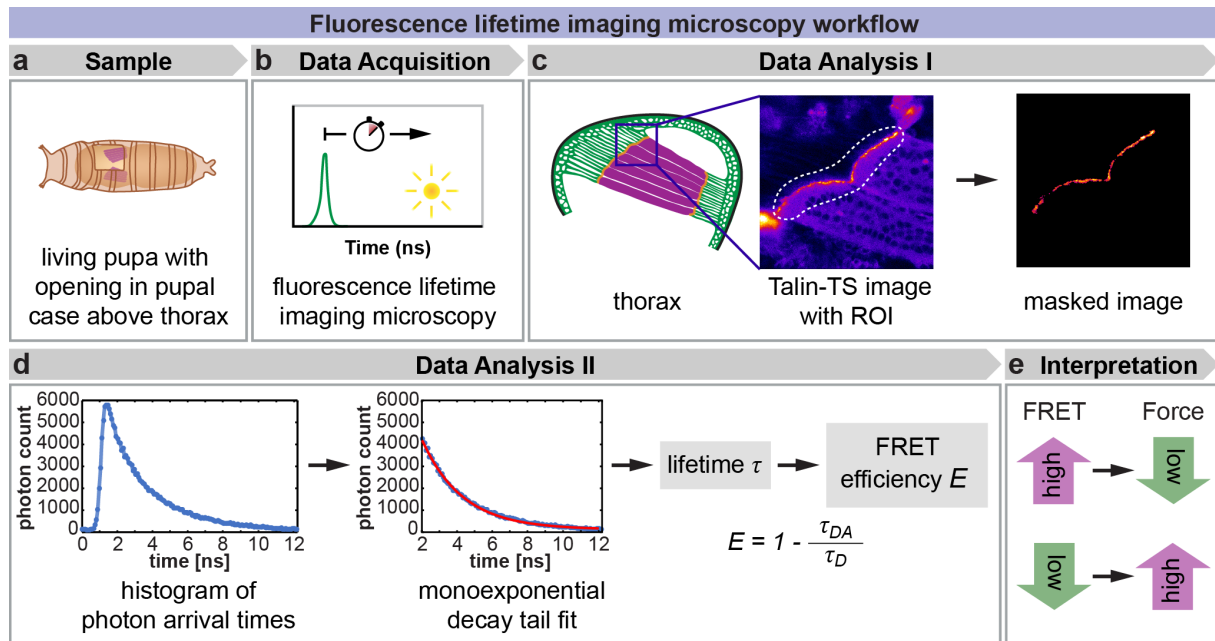 Fluorescence lifetime imaging microscopy workflow
a Sample
living pupa with
opening in pupal
case above thorax
b Data Acquisition
Time (ns)
fluorescence lifetime
imaging microscopy
c Data Analysis I
thorax
Talin-TS image
with ROI
masked image
d Data Analysis II
photon count
6000
5000
4000
3000
2000
1000
0
0 2 4 6 8 10 12
time [ns]
histogram of
photon arrival times
photon count
6000
5000
4000
3000
2000
1000
0
2 4 6 8 10 12
time [ns]
monoexponential
decay tail fit
lifetime τ
FRET
efficiency E
E = 1 - τDA / τD
e Interpretation
FRET Force
high low
low high